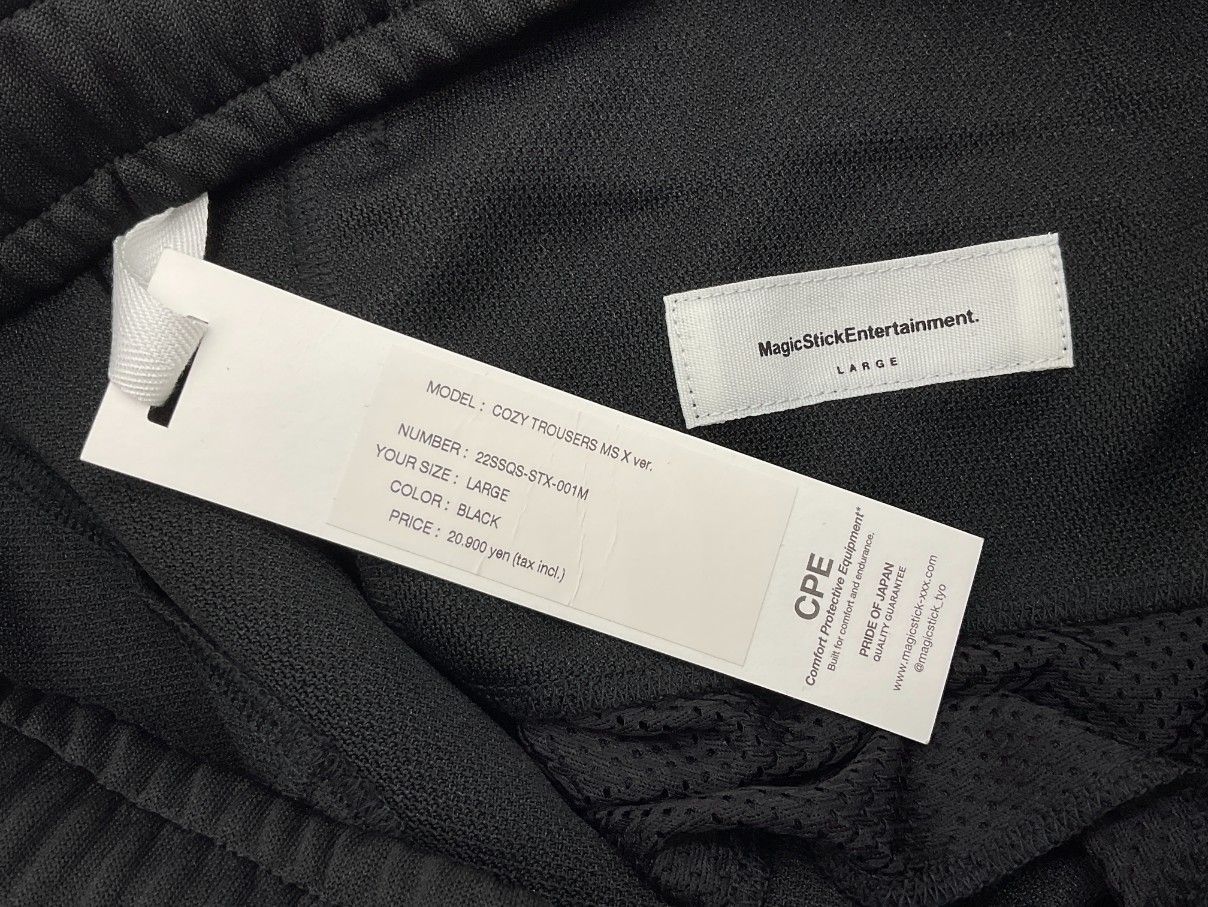 MODEL : COZY TROUSERS MS X ver.
NUMBER : 22SSQS-STX-001M
YOUR SIZE : LARGE
COLOR : BLACK
PRICE : 20.900 yen (tax incl.)
CPE
Comfort Protective Equipment*
Built for comfort and endurance.
PRIDE OF JAPAN
QUALITY GUARANTEE
www.magicstick-xxx.com
@magicstick_tyo
MagicStickEntertainment.
LARGE